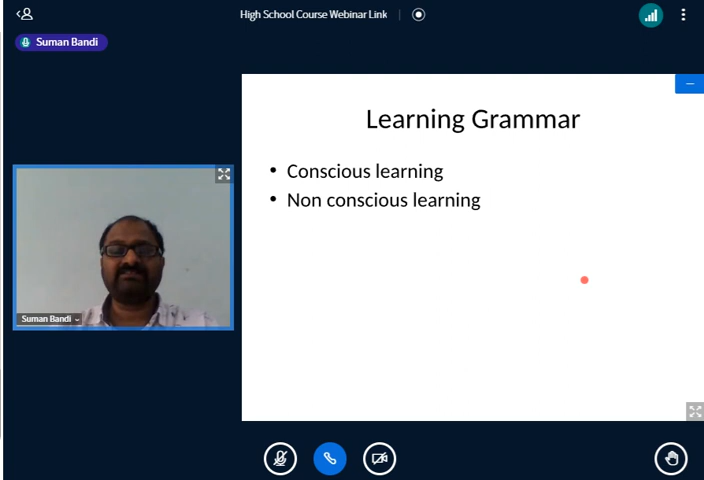 High School Course Webinar Link
Suman Bandi
Learning Grammar
• Conscious learning
• Non conscious learning
Suman Bandi